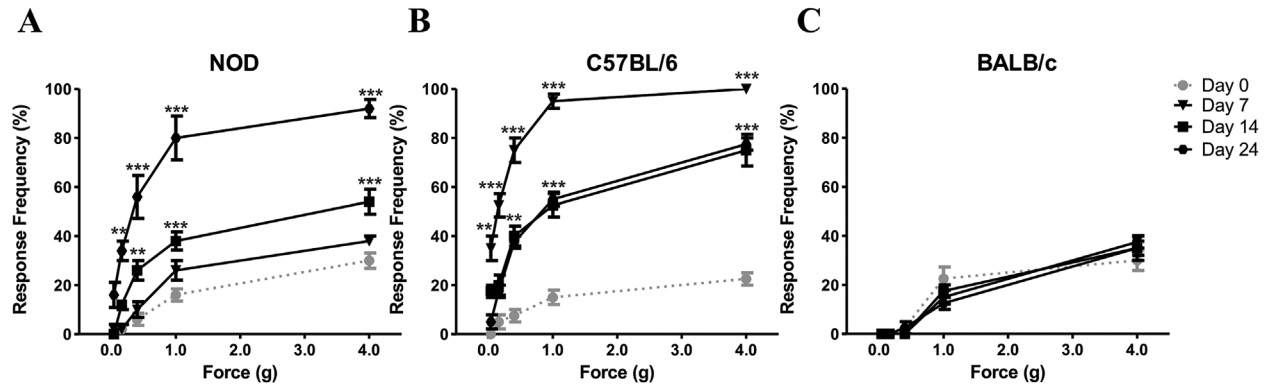 A
NOD
Response Frequency (%)
100
80
60
40
20
0
**
***
***
***
**
***
***
0.0 1.0 2.0 3.0 4.0
Force (g)
B
C57BL/6
Response Frequency (%)
100
80
60
40
20
0
**
***
***
***
***
**
***
***
0.0 1.0 2.0 3.0 4.0
Force (g)
C
BALB/c
Response Frequency (%)
100
80
60
40
20
0
0.0 1.0 2.0 3.0 4.0
Force (g)
Day 0
Day 7
Day 14
Day 24